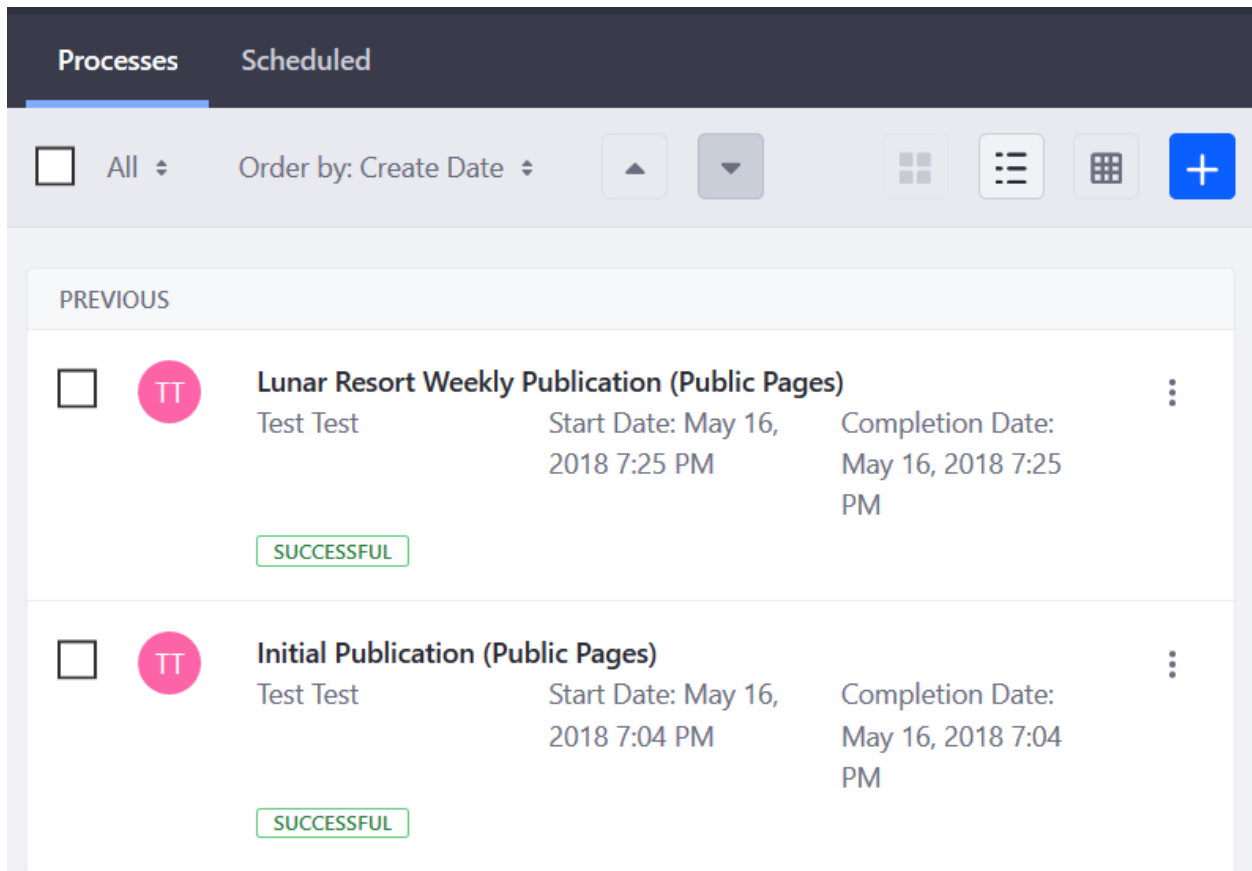 Processes Scheduled
All Order by: Create Date
PREVIOUS
TT Lunar Resort Weekly Publication (Public Pages)
Test Test Start Date: May 16, Completion Date:
2018 7:25 PM May 16, 2018 7:25
PM
SUCCESSFUL
TT Initial Publication (Public Pages)
Test Test Start Date: May 16, Completion Date:
2018 7:04 PM May 16, 2018 7:04
PM
SUCCESSFUL